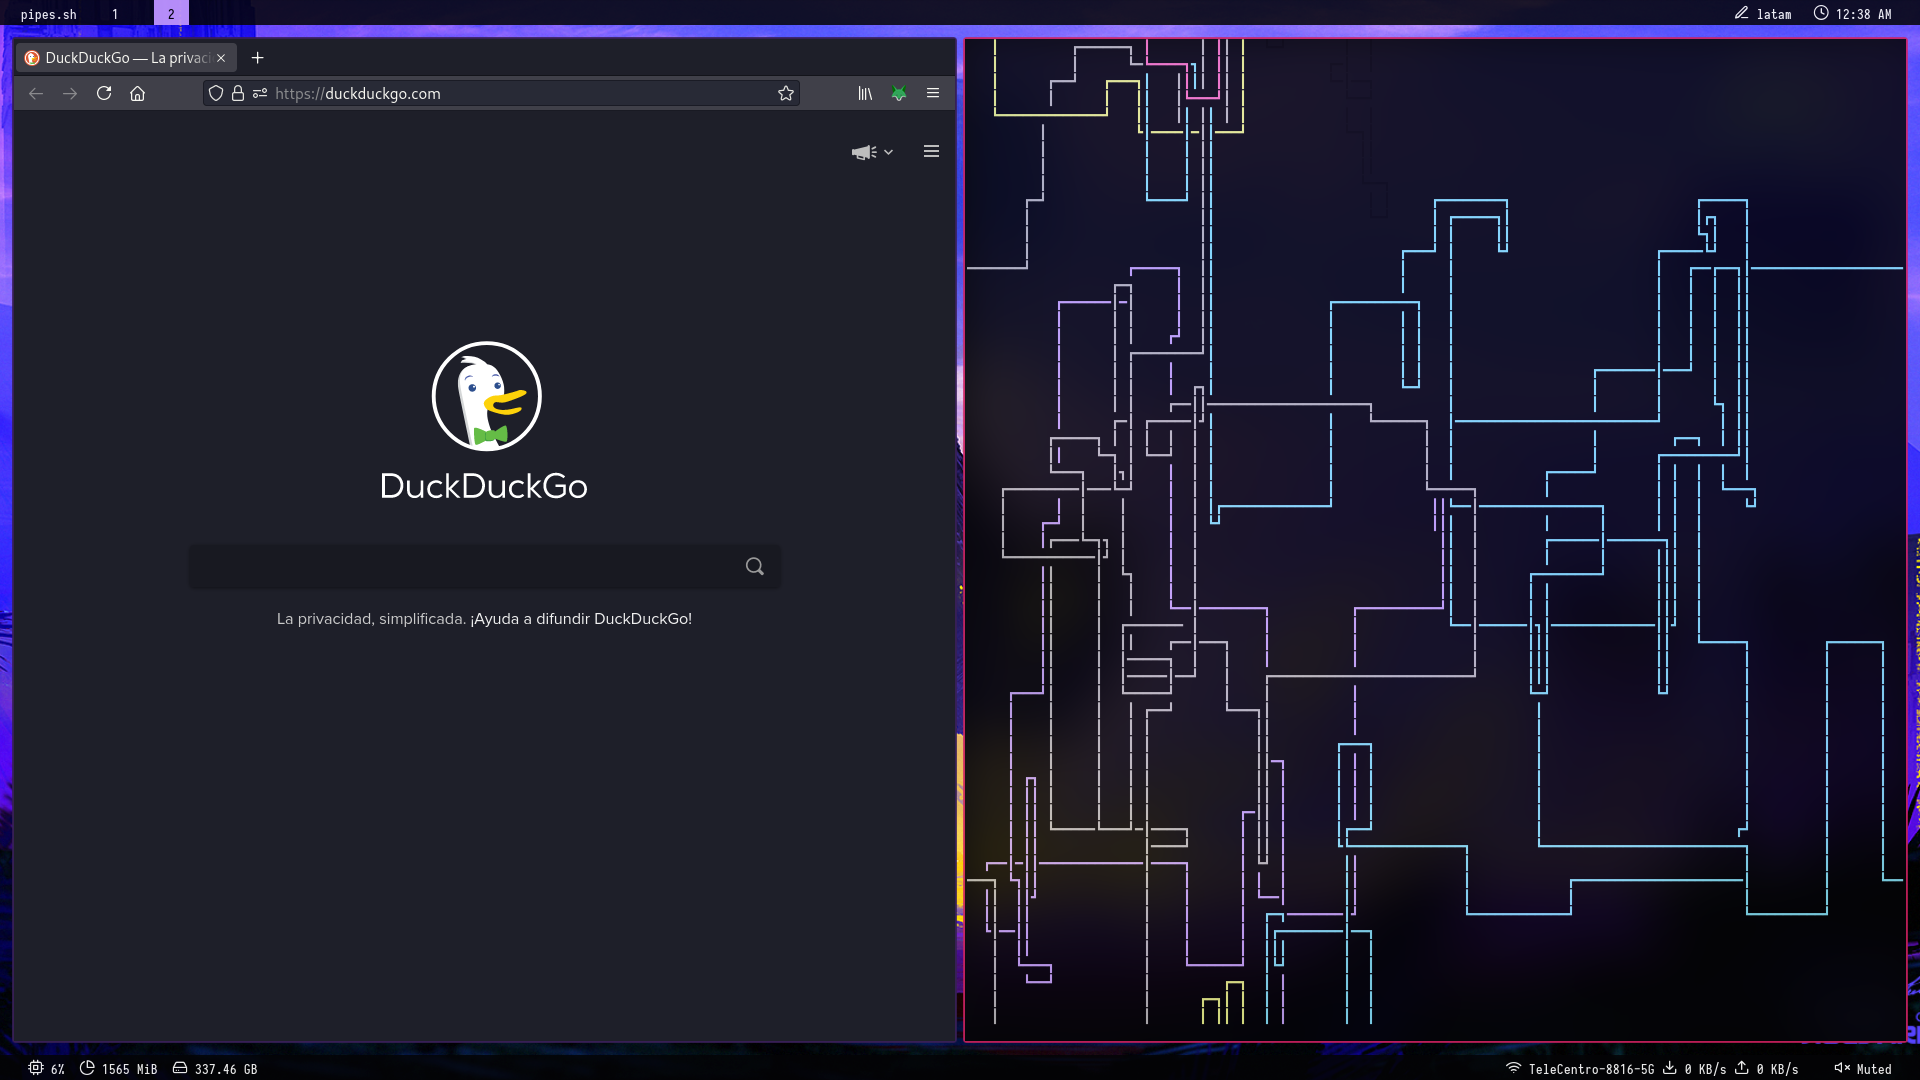 pipes.sh 1 2 latam 12:38 AM
DuckDuckGo — La privac
https://duckduckgo.com
DuckDuckGo
La privacidad, simplificada. ¡Ayuda a difundir DuckDuckGo!
6% 1565 MiB 337.46 GB TeleCentro-8816-5G 0 KB/s 0 KB/s Muted